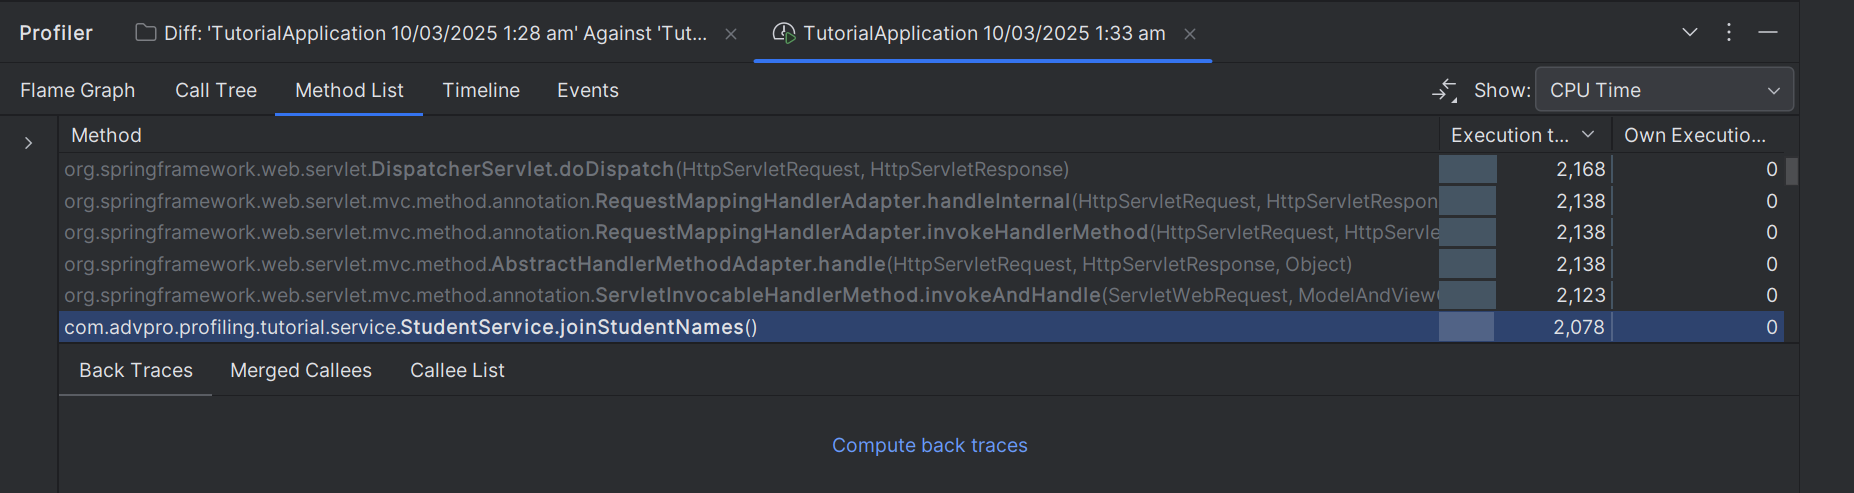 Profiler Diff: 'TutorialApplication 10/03/2025 1:28 am' Against 'Tut... TutorialApplication 10/03/2025 1:33 am
Flame Graph Call Tree Method List Timeline Events Show: CPU Time
Method Execution t... Own Executio...
org.springframework.web.servlet.DispatcherServlet.doDispatch(HttpServletRequest, HttpServletResponse) 2,168 0
org.springframework.web.servlet.mvc.method.annotation.RequestMappingHandlerAdapter.handleInternal(HttpServletRequest, HttpServletRespon 2,138 0
org.springframework.web.servlet.mvc.method.annotation.RequestMappingHandlerAdapter.invokeHandlerMethod(HttpServletRequest, HttpServle 2,138 0
org.springframework.web.servlet.mvc.method.AbstractHandlerMethodAdapter.handle(HttpServletRequest, HttpServletResponse, Object) 2,138 0
org.springframework.web.servlet.mvc.method.annotation.ServletInvocableHandlerMethod.invokeAndHandle(ServletWebRequest, ModelAndView 2,123 0
com.advpro.profiling.tutorial.service.StudentService.joinStudentNames() 2,078 0
Back Traces Merged Callees Callee List
Compute back traces